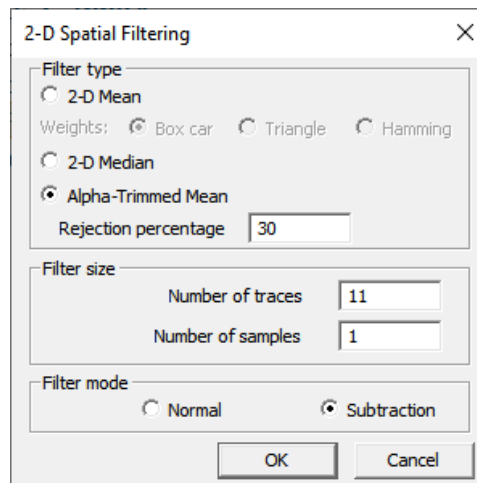 2-D Spatial Filtering
Filter type
2-D Mean
Weights: Box car Triangle Hamming
2-D Median
Alpha-Trimmed Mean
Rejection percentage 30
Filter size
Number of traces 11
Number of samples 1
Filter mode
Normal Subtraction
OK Cancel